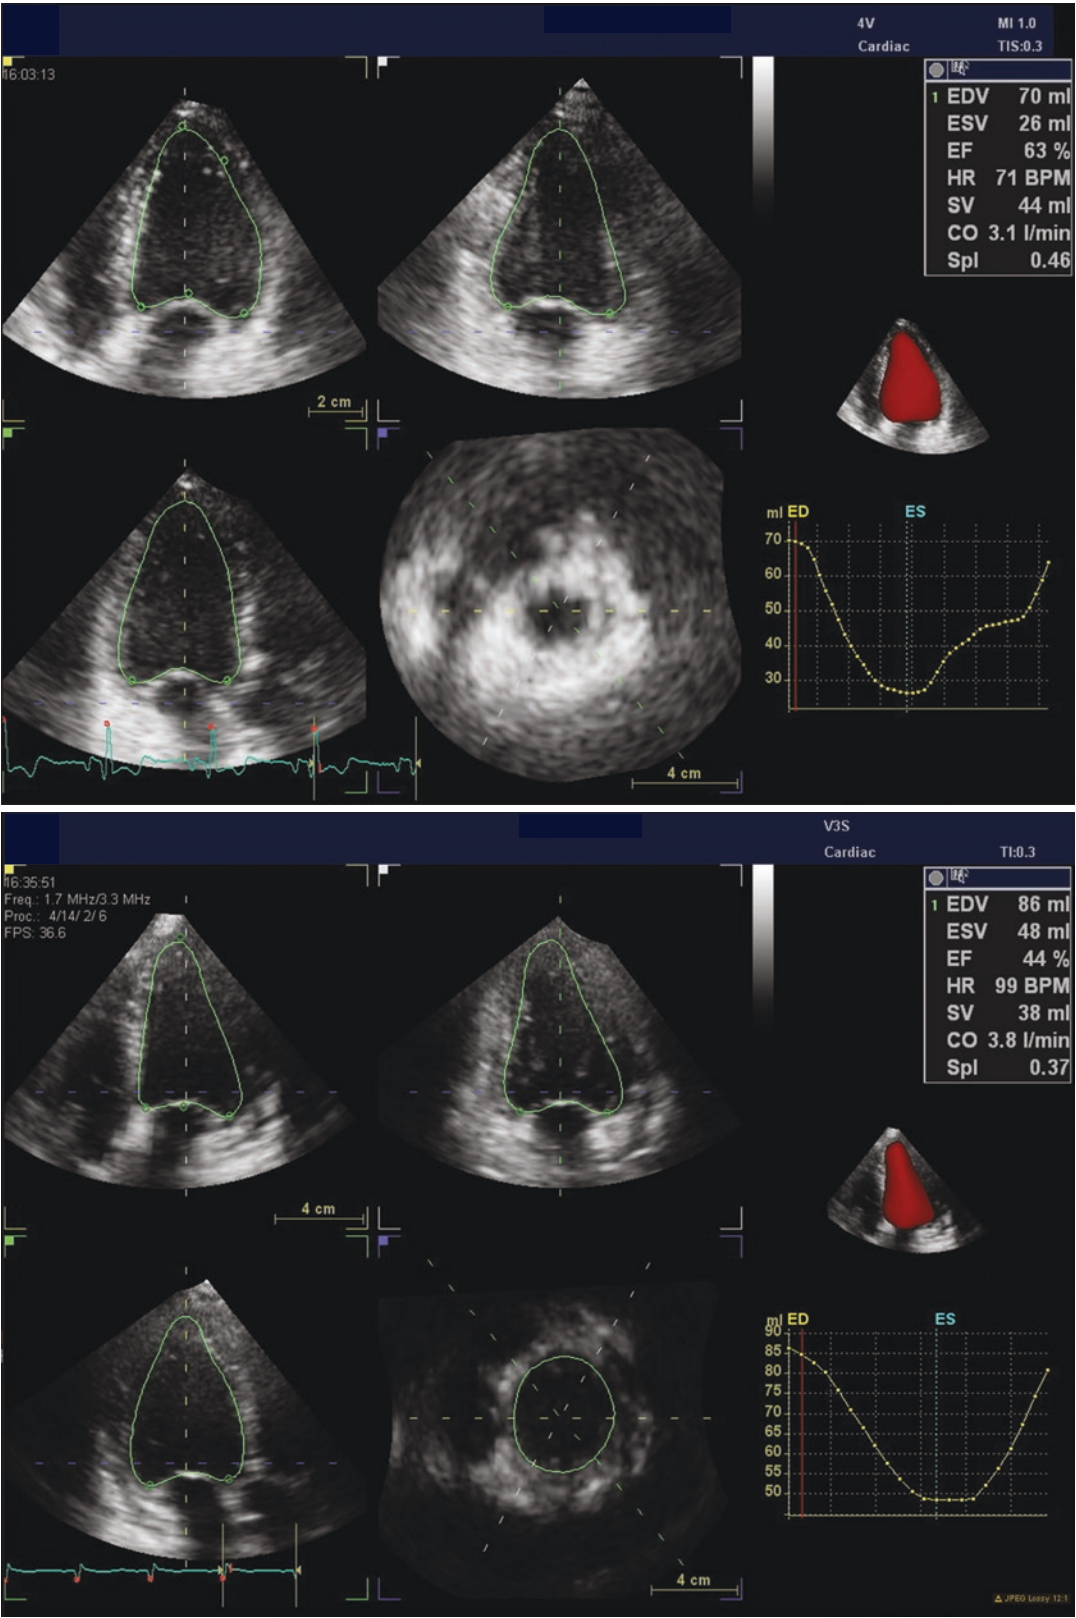 4V MI 1.0
Cardiac TIS:0.3
16:03:13
1 EDV 70 ml
ESV 26 ml
EF 63 %
HR 71 BPM
SV 44 ml
CO 3.1 l/min
SpI 0.46
2 cm
ml ED ES
70
60
50
40
30
4 cm
V3S
Cardiac TI:0.3
16:35:51
Freq.: 1.7 MHz/3.3 MHz
Proc.: 4/14/ 2/ 6
FPS: 36.6
1 EDV 86 ml
ESV 48 ml
EF 44 %
HR 99 BPM
SV 38 ml
CO 3.8 l/min
SpI 0.37
4 cm
ml ED ES
90
85
80
75
70
65
60
55
50
4 cm
JPEG Lossy 12:1